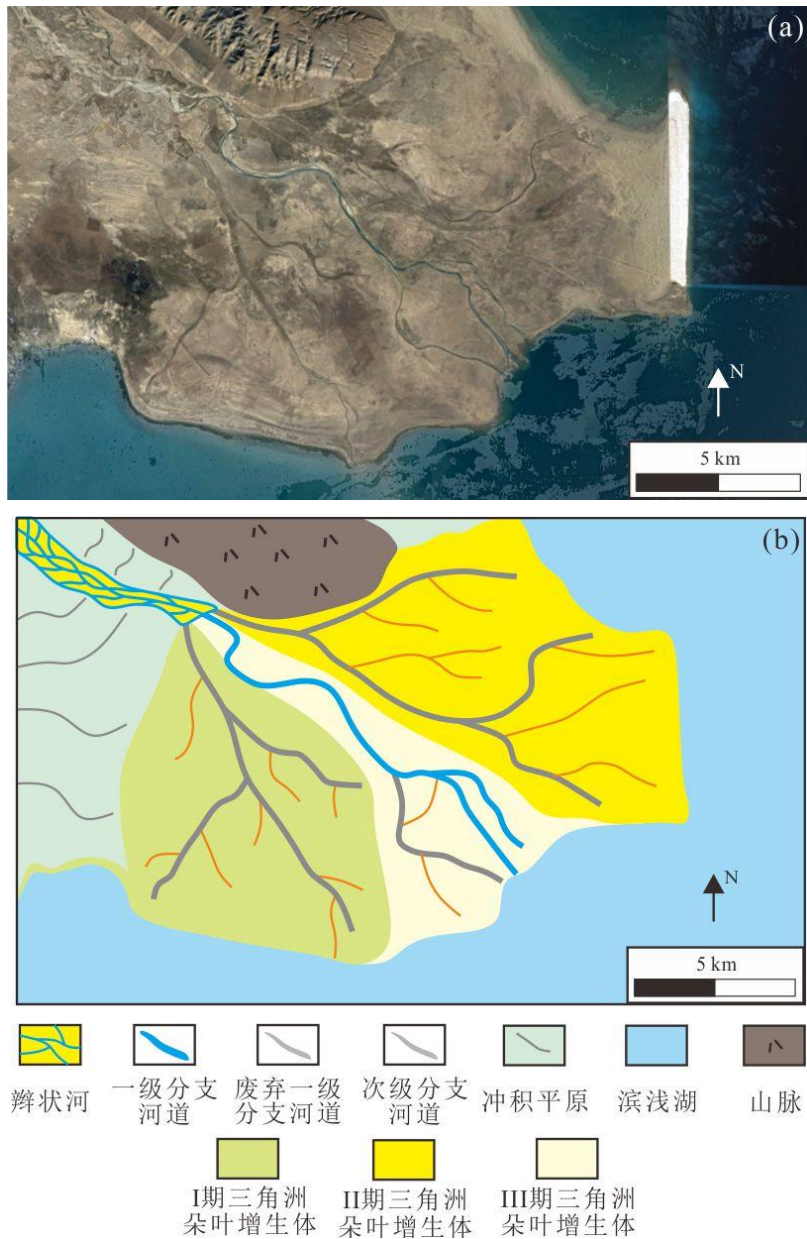 (a)
N
5 km
(b)
N
5 km
辫状河
一级分支
河道
废弃一级
分支河道
次级分支
河道
冲积平原
滨浅湖
山脉
I期三角洲
朵叶增生体
II期三角洲
朵叶增生体
III期三角洲
朵叶增生体